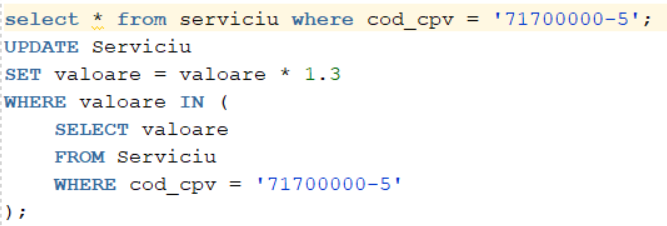 select * from serviciu where cod_cpv = '71700000-5';
UPDATE Serviciu
SET valoare = valoare * 1.3
WHERE valoare IN (
    SELECT valoare
    FROM Serviciu
    WHERE cod_cpv = '71700000-5'
);